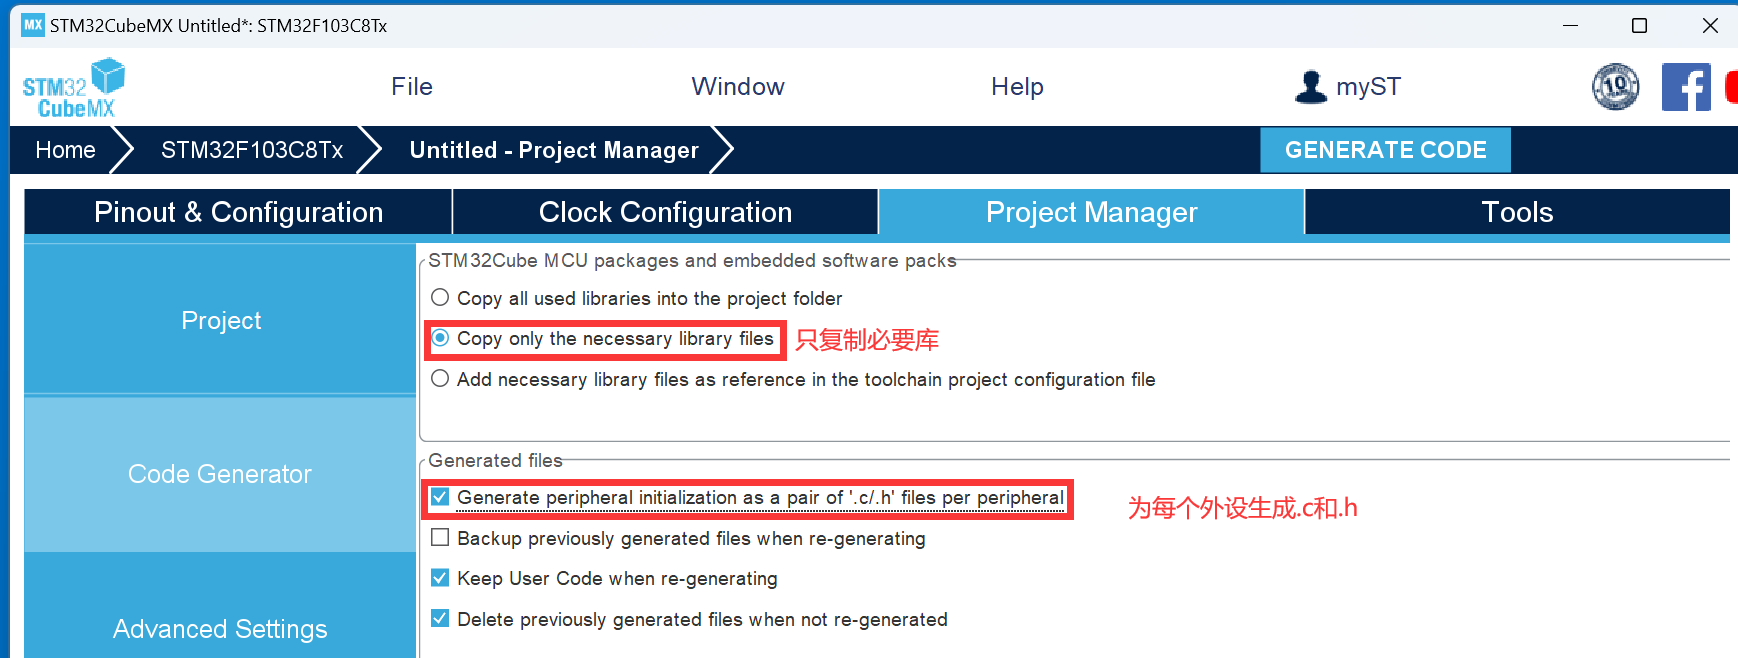 MX STM32CubeMX Untitled*: STM32F103C8Tx
STM32
CubeMX
File
Window
Help
myST
10
Home
STM32F103C8Tx
Untitled - Project Manager
GENERATE CODE
Pinout & Configuration
Clock Configuration
Project Manager
Tools
Project
Code Generator
Advanced Settings
STM32Cube MCU packages and embedded software packs
Copy all used libraries into the project folder
Copy only the necessary library files 只复制必要库
Add necessary library files as reference in the toolchain project configuration file
Generated files
Generate peripheral initialization as a pair of '.c/.h' files per peripheral 为每个外设生成.c和.h
Backup previously generated files when re-generating
Keep User Code when re-generating
Delete previously generated files when not re-generated